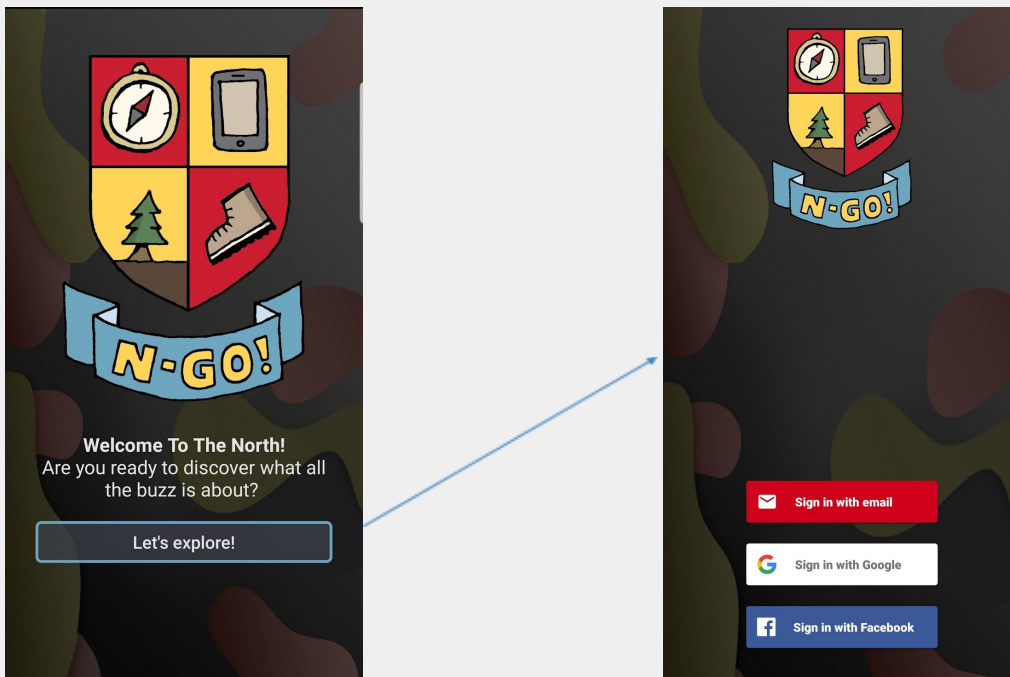 N-GO!
Welcome To The North!
Are you ready to discover what all
the buzz is about?
Let's explore!
N-GO!
Sign in with email
Sign in with Google
Sign in with Facebook